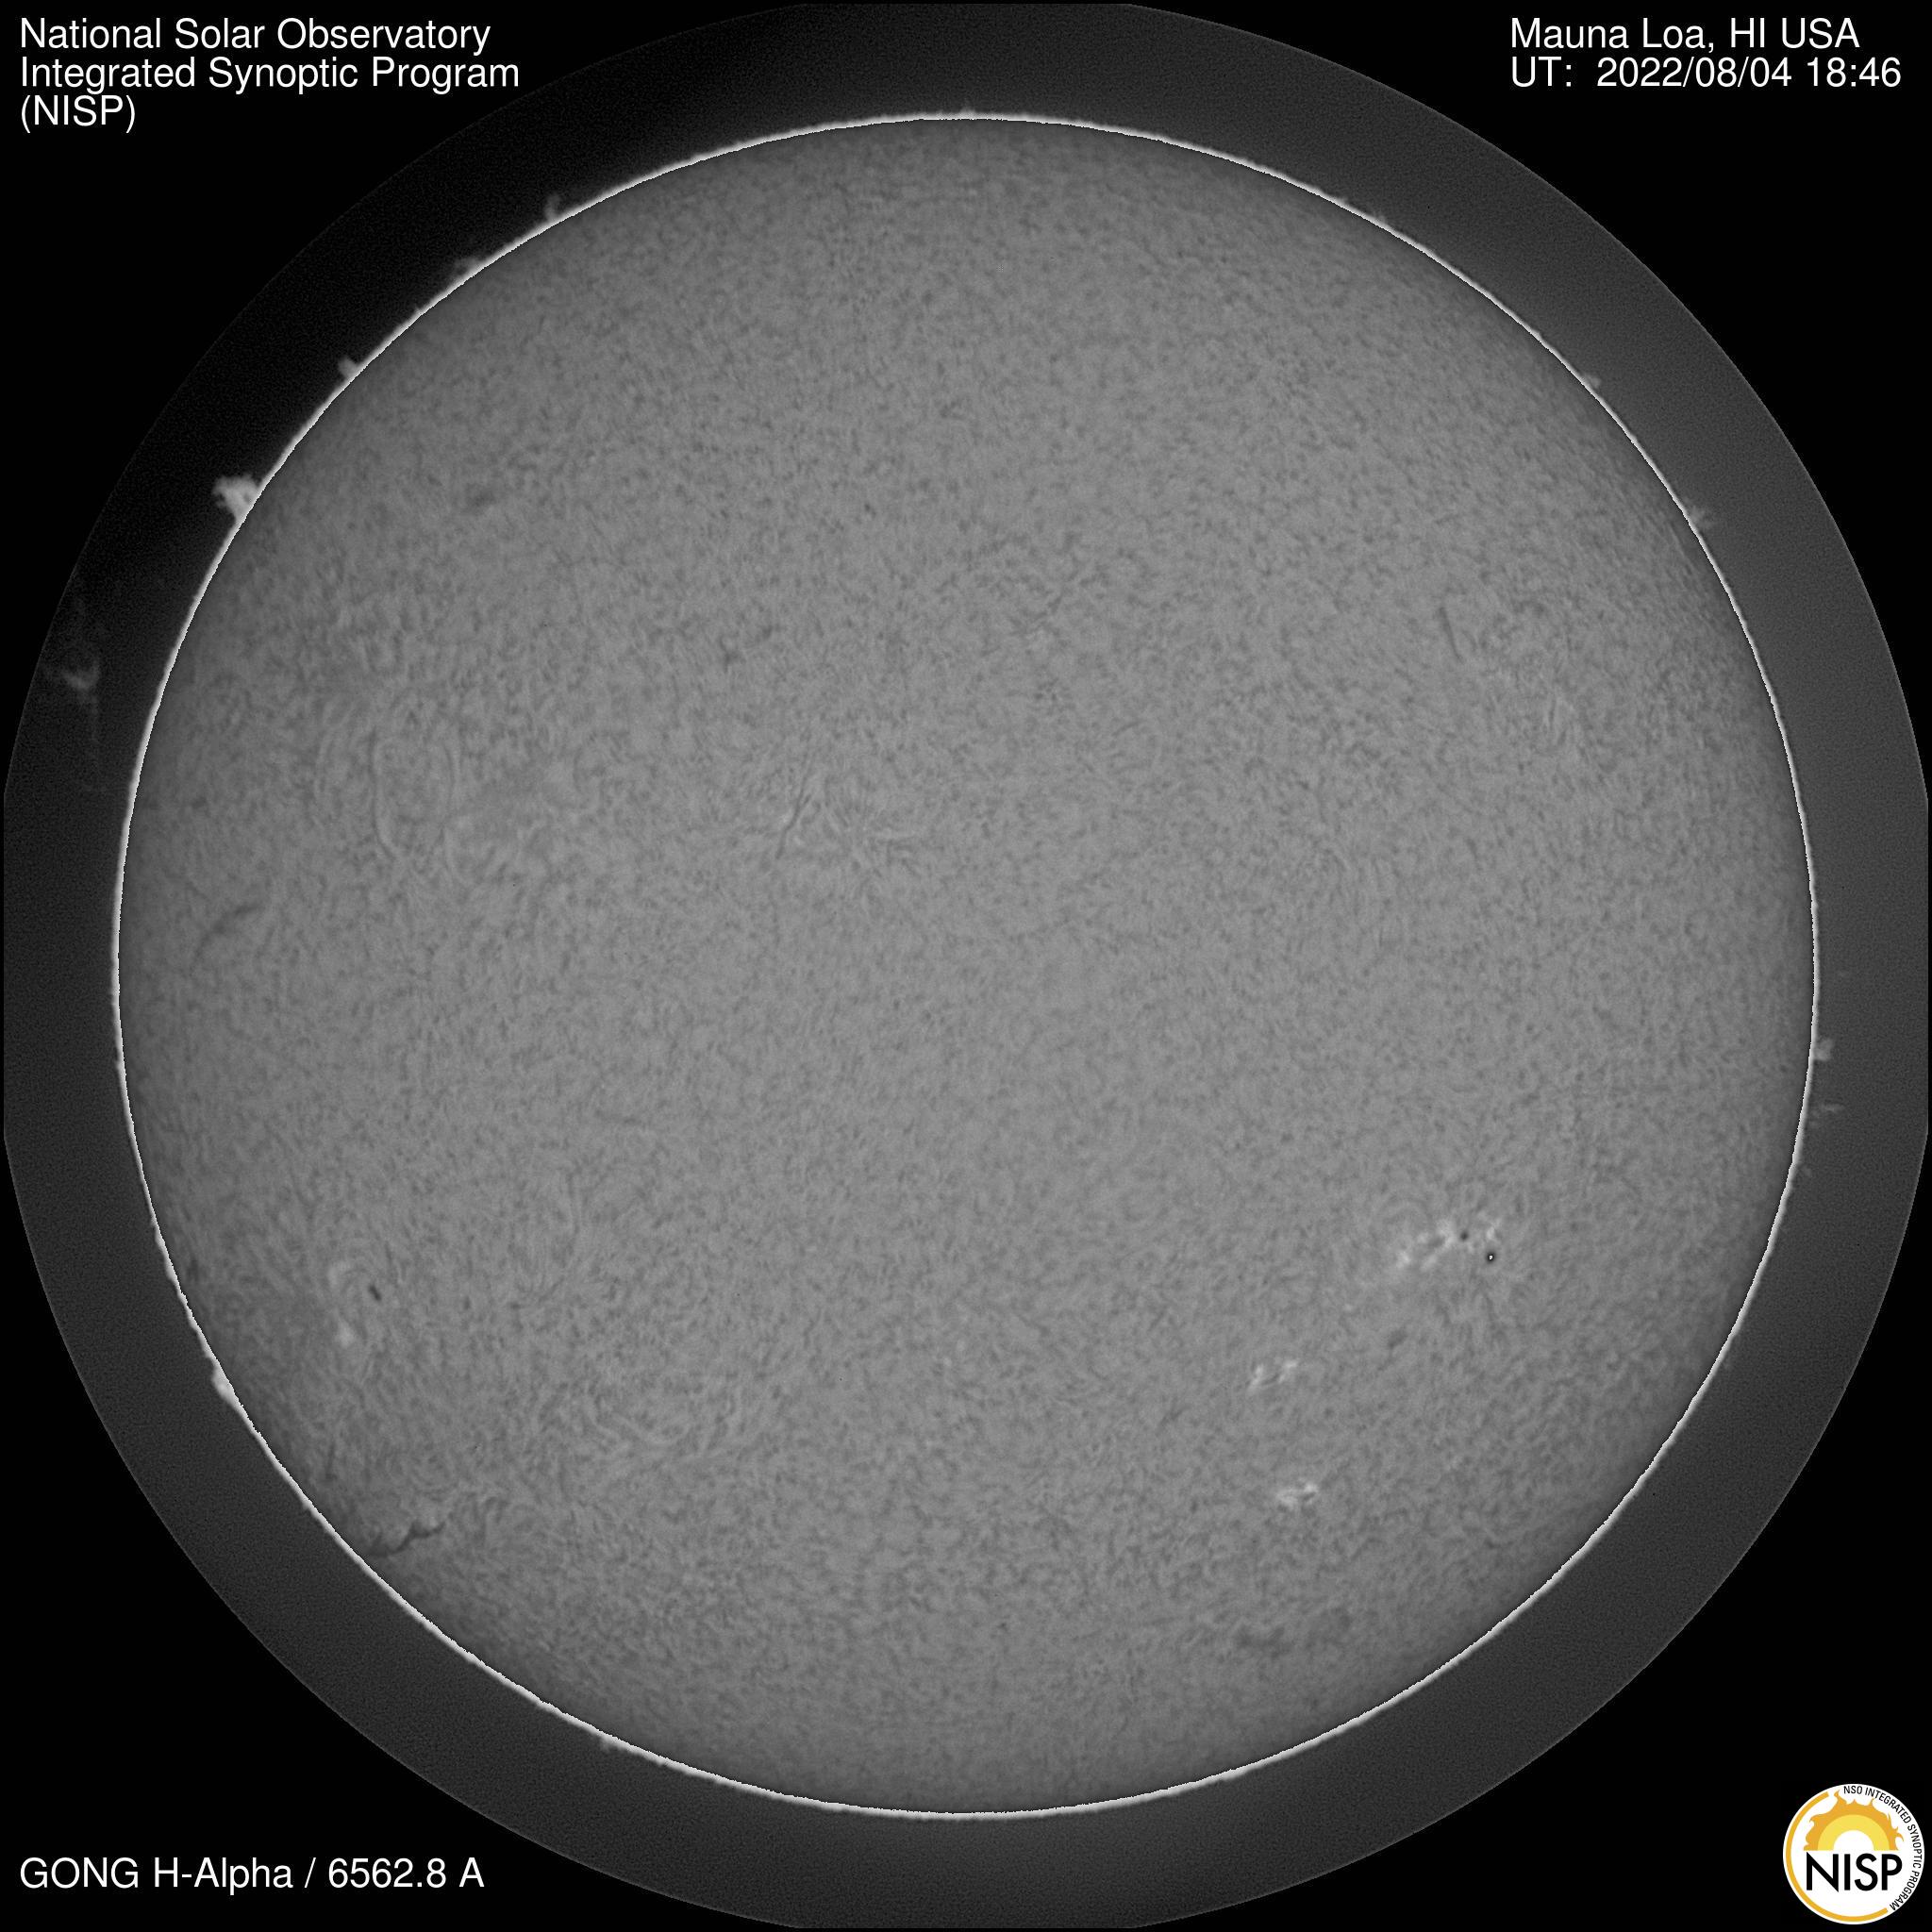 National Solar Observatory
Integrated Synoptic Program
(NISP)
Mauna Loa, HI USA
UT: 2022/08/04 18:46
GONG H-Alpha / 6562.8 A
NSO INTEGRATED SYNOPTIC PROGRAM
NISP